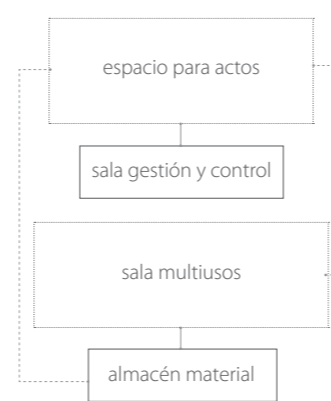 espacio para actos
sala gestión y control
sala multiusos
almacén material